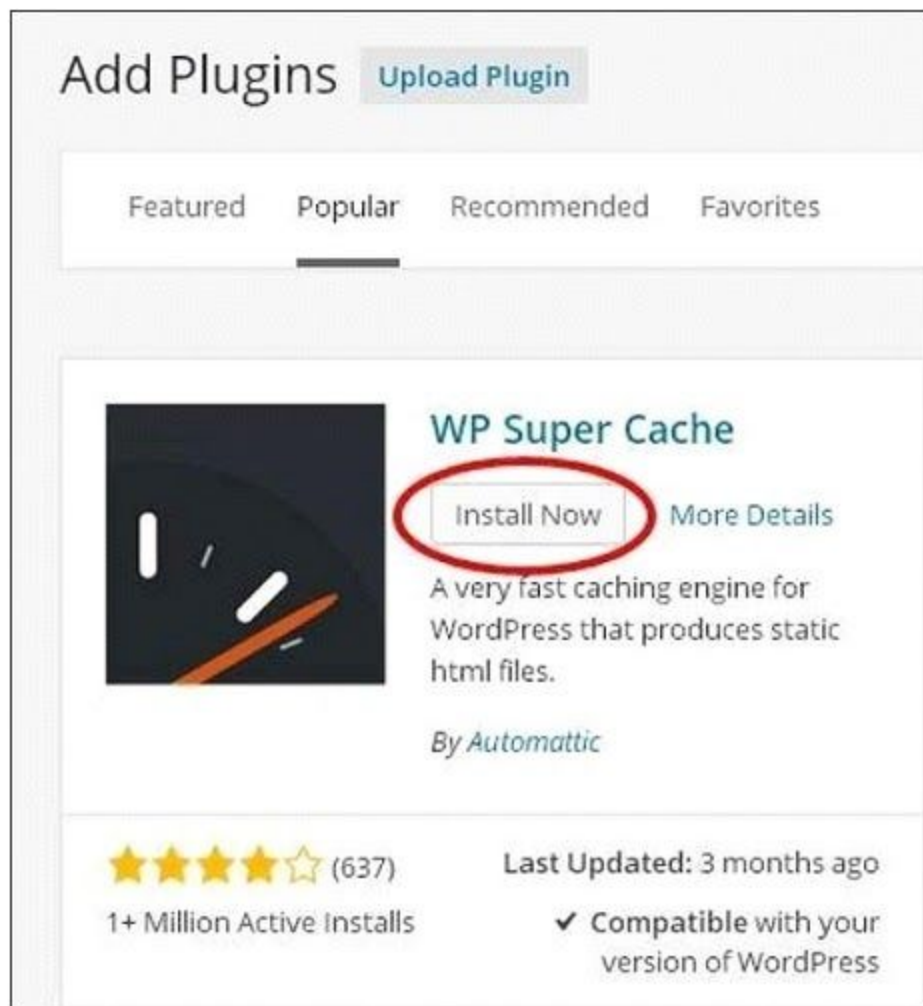 Add Plugins Upload Plugin
Featured Popular Recommended Favorites
WP Super Cache
Install Now More Details
A very fast caching engine for
WordPress that produces static
html files.
By Automattic
(637)
1+ Million Active Installs
Last Updated: 3 months ago
✔ Compatible with your
version of WordPress